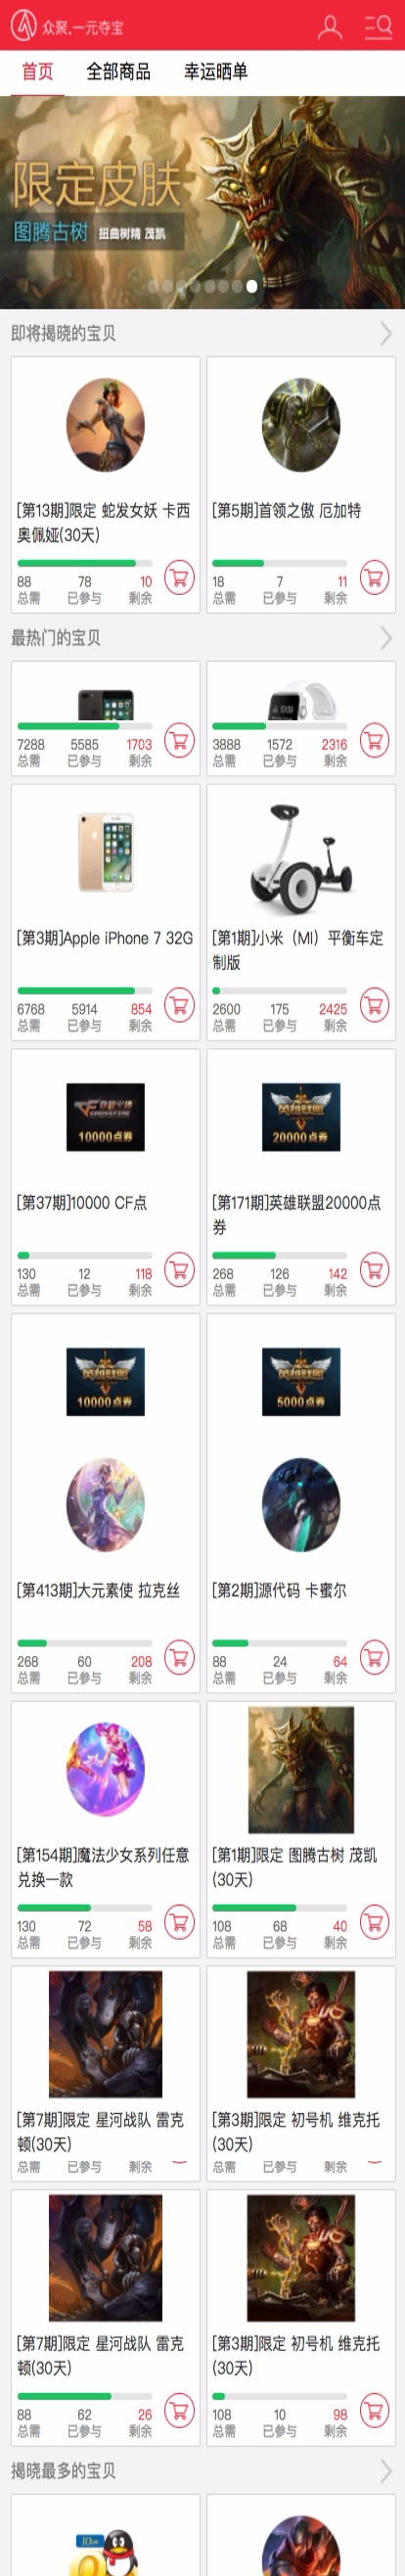 众聚.一元夺宝
首页 全部商品 幸运晒单
限定皮肤
图腾古树 扭曲树精 茂凯
即将揭晓的宝贝
[第13期]限定 蛇发女妖 卡西
奥佩娅(30天)
88 78 10
总需 已参与 剩余
[第5期]首领之傲 厄加特
18 7 11
总需 已参与 剩余
最热门的宝贝
7288 5585 1703
总需 已参与 剩余
3888 1572 2316
总需 已参与 剩余
[第3期]Apple iPhone 7 32G
6768 5914 854
总需 已参与 剩余
[第1期]小米（MI）平衡车定
制版
2600 175 2425
总需 已参与 剩余
穿越火线
CROSSFIRE
10000点券
[第37期]10000 CF点
130 12 118
总需 已参与 剩余
英雄联盟
20000点券
[第171期]英雄联盟20000点
券
268 126 142
总需 已参与 剩余
英雄联盟
10000点券
英雄联盟
5000点券
[第413期]大元素使 拉克丝
268 60 208
总需 已参与 剩余
[第2期]源代码 卡蜜尔
88 24 64
总需 已参与 剩余
[第154期]魔法少女系列任意
兑换一款
130 72 58
总需 已参与 剩余
[第1期]限定 图腾古树 茂凯
(30天)
108 68 40
总需 已参与 剩余
[第7期]限定 星河战队 雷克
顿(30天)
总需 已参与 剩余
[第3期]限定 初号机 维克托
(30天)
总需 已参与 剩余
[第7期]限定 星河战队 雷克
顿(30天)
88 62 26
总需 已参与 剩余
[第3期]限定 初号机 维克托
(30天)
108 10 98
总需 已参与 剩余
揭晓最多的宝贝